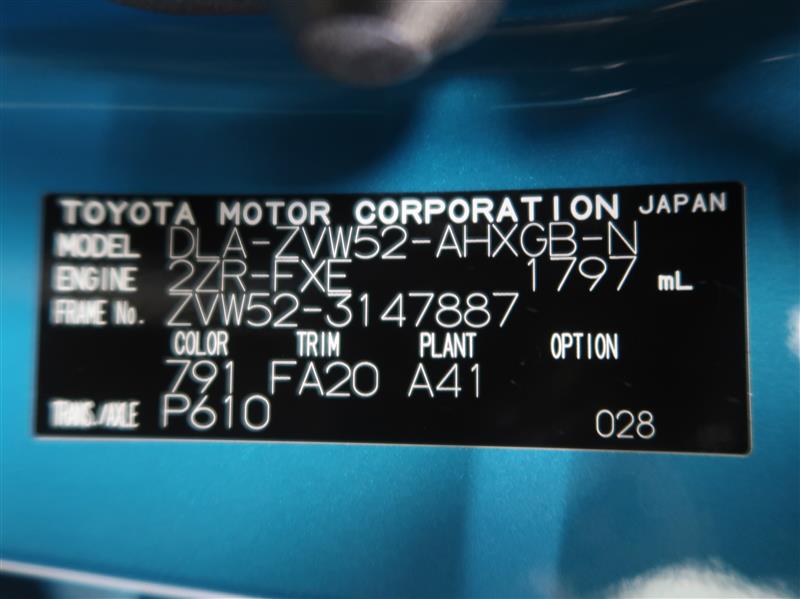 TOYOTA MOTOR CORPORATION JAPAN
MODEL DLA-ZVW52-AHXGB-N
ENGINE 2ZR-FXE 1797 mL
FRAME No. ZVW52-3147887
COLOR TRIM PLANT OPTION
791 FA20 A41
TRANS./AXLE P610 028